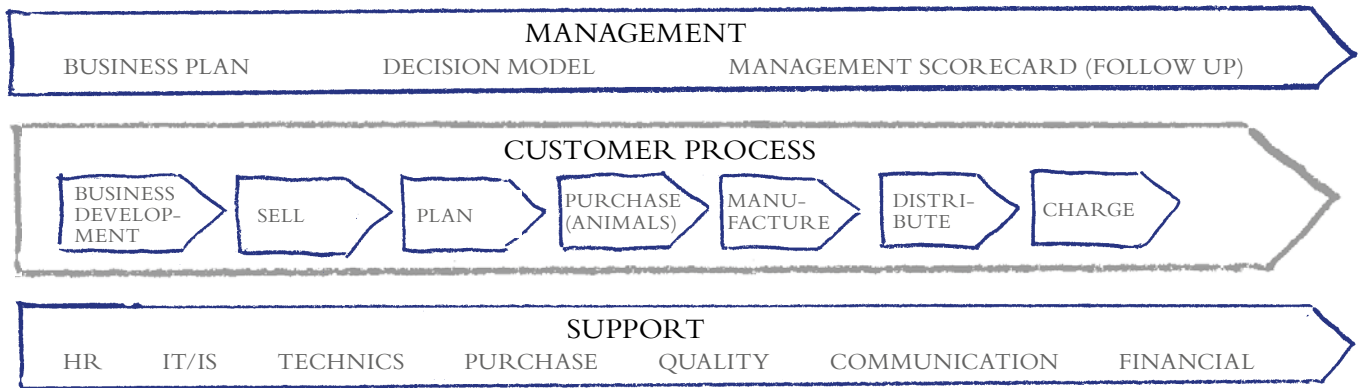 MANAGEMENT
BUSINESS PLAN DECISION MODEL MANAGEMENT SCORECARD (FOLLOW UP)
CUSTOMER PROCESS
BUSINESS
DEVELOP-
MENT
SELL
PLAN
PURCHASE
(ANIMALS)
MANU-
FACTURE
DISTRI-
BUTE
CHARGE
SUPPORT
HR IT/IS TECHNICS PURCHASE QUALITY COMMUNICATION FINANCIAL